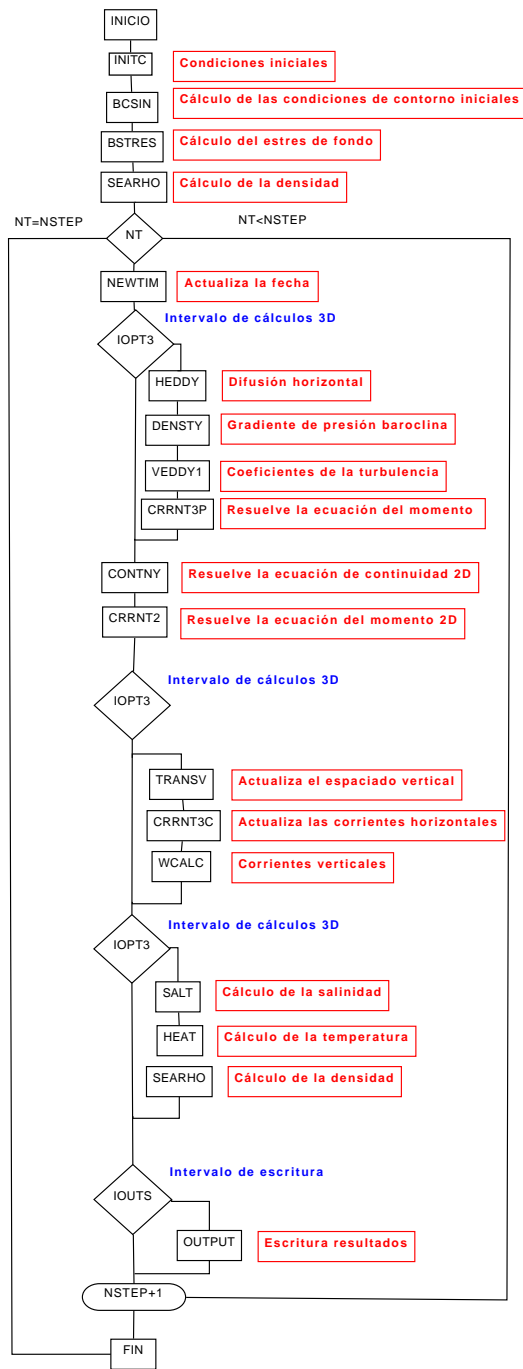 INICIO
INITC
Condiciones iniciales
BCSIN
Cálculo de las condiciones de contorno iniciales
BSTRES
Cálculo del estres de fondo
SEARHO
Cálculo de la densidad
NT=NSTEP
NT
NT<NSTEP
NEWTIM
Actualiza la fecha
Intervalo de cálculos 3D
IOPT3
HEDDY
Difusión horizontal
DENSTY
Gradiente de presión baroclina
VEDDY1
Coeficientes de la turbulencia
CRRNT3P
Resuelve la ecuación del momento
CONTNY
Resuelve la ecuación de continuidad 2D
CRRNT2
Resuelve la ecuación del momento 2D
Intervalo de cálculos 3D
IOPT3
TRANSV
Actualiza el espaciado vertical
CRRNT3C
Actualiza las corrientes horizontales
WCALC
Corrientes verticales
Intervalo de cálculos 3D
IOPT3
SALT
Cálculo de la salinidad
HEAT
Cálculo de la temperatura
SEARHO
Cálculo de la densidad
Intervalo de escritura
IOUTS
OUTPUT
Escritura resultados
NSTEP+1
FIN